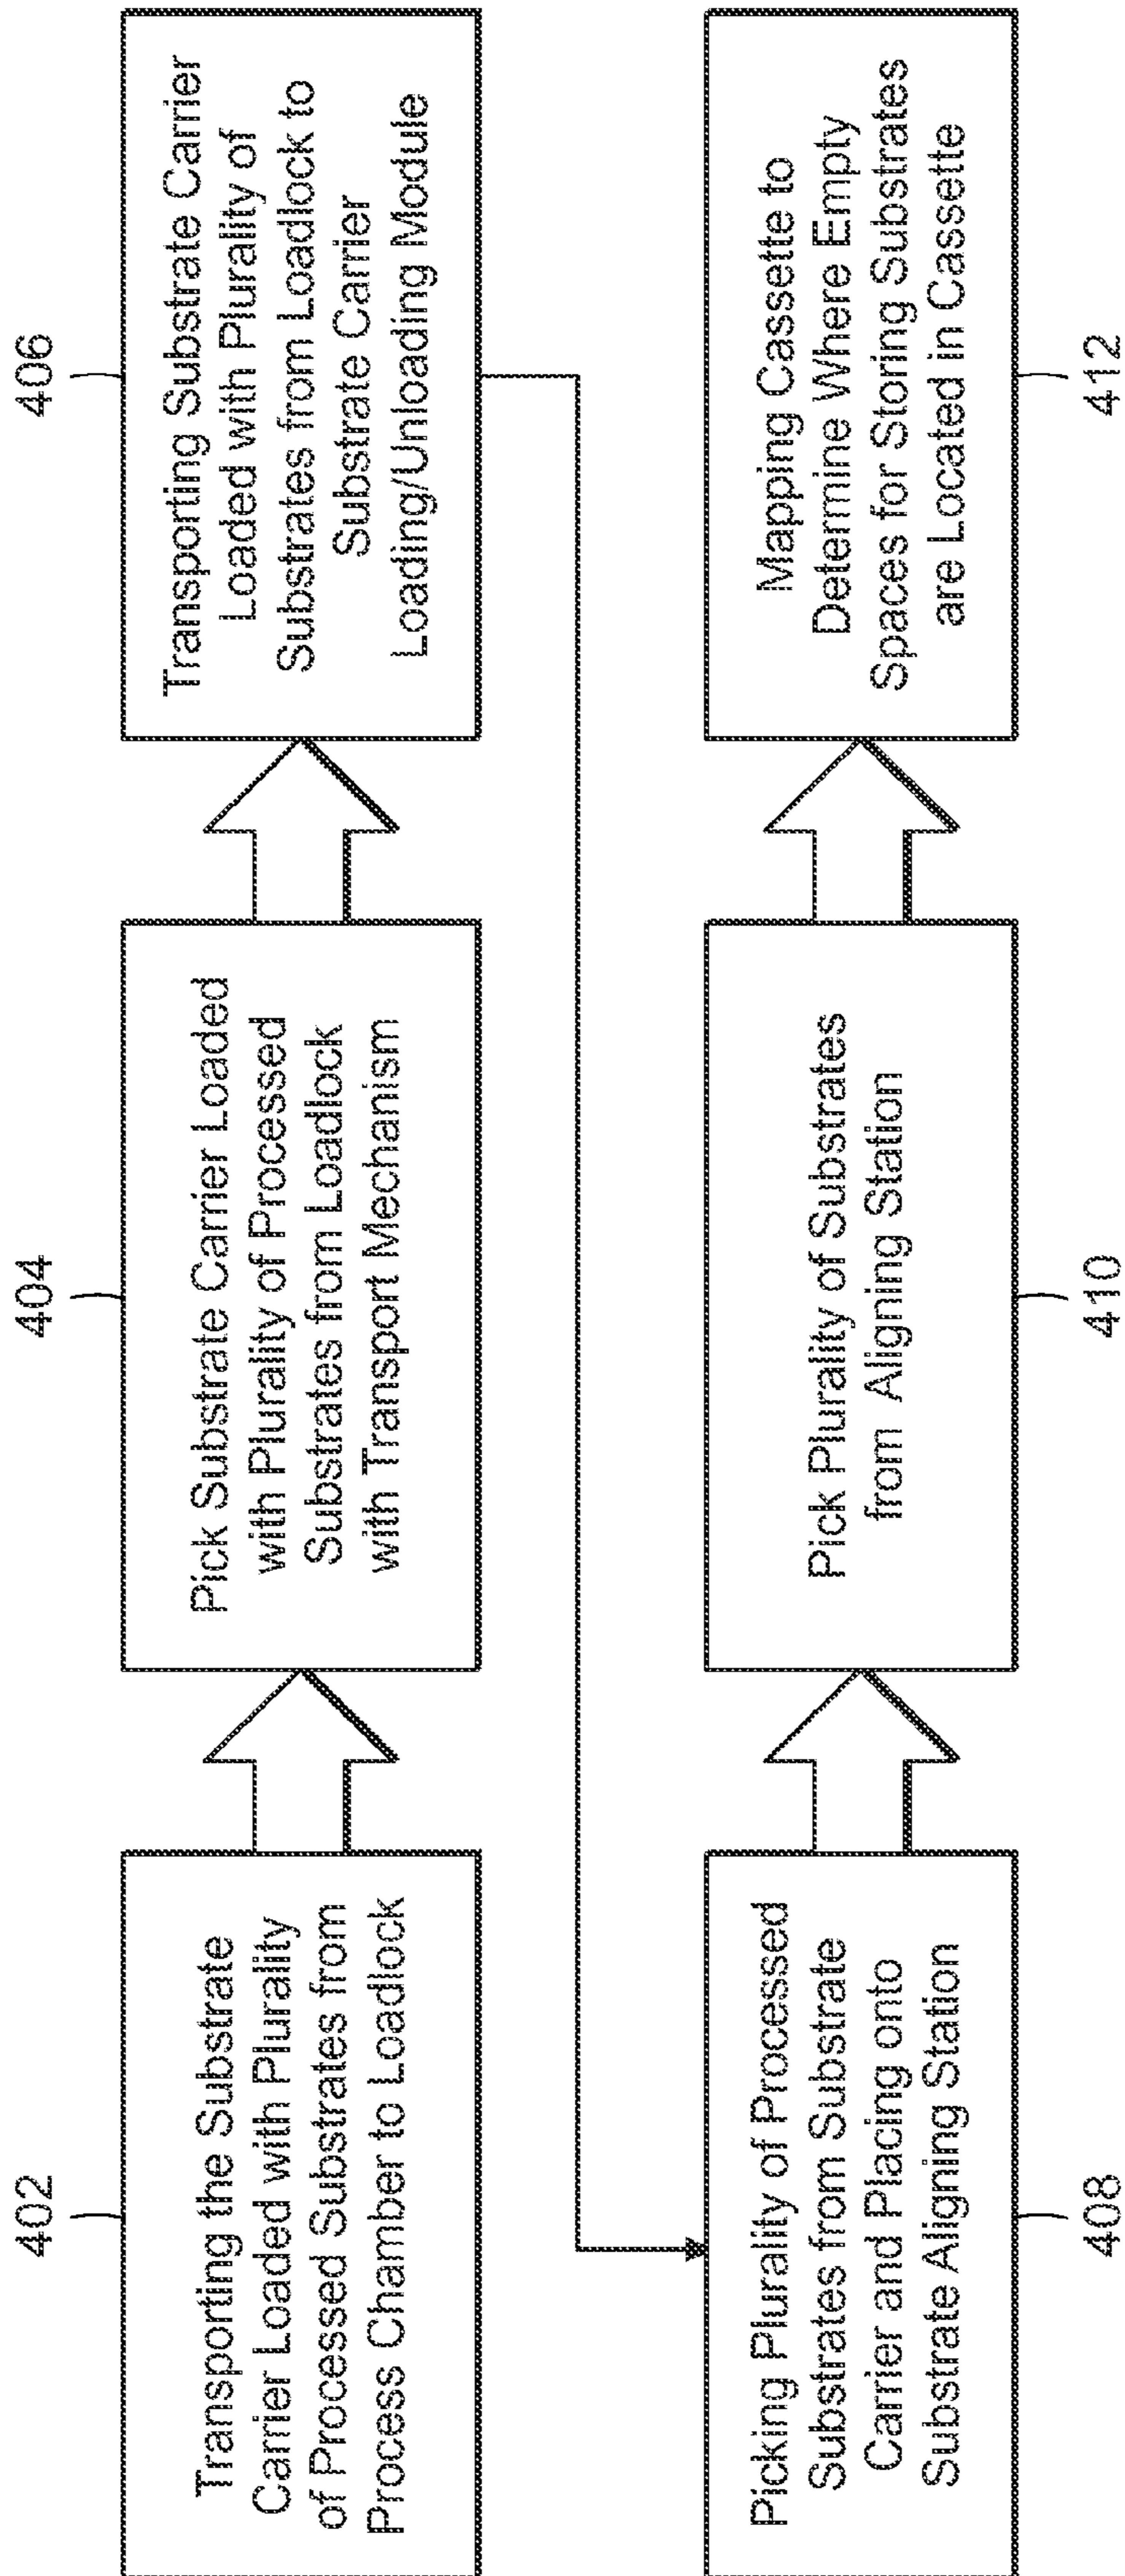 402
Transporting the Substrate
Carrier Loaded with Plurality
of Processed Substrates from
Process Chamber to Loadlock
404
Pick Substrate Carrier Loaded
with Plurality of Processed
Substrates from Loadlock
with Transport Mechanism
406
Transporting Substrate Carrier
Loaded with Plurality of
Substrates from Loadlock to
Substrate Carrier
Loading/Unloading Module
Picking Plurality of Processed
Substrates from Substrate
Carrier and Placing onto
Substrate Aligning Station
408
Pick Plurality of Substrates
from Aligning Station
410
Mapping Cassette to
Determine Where Empty
Spaces for Storing Substrates
are Located in Cassette
412